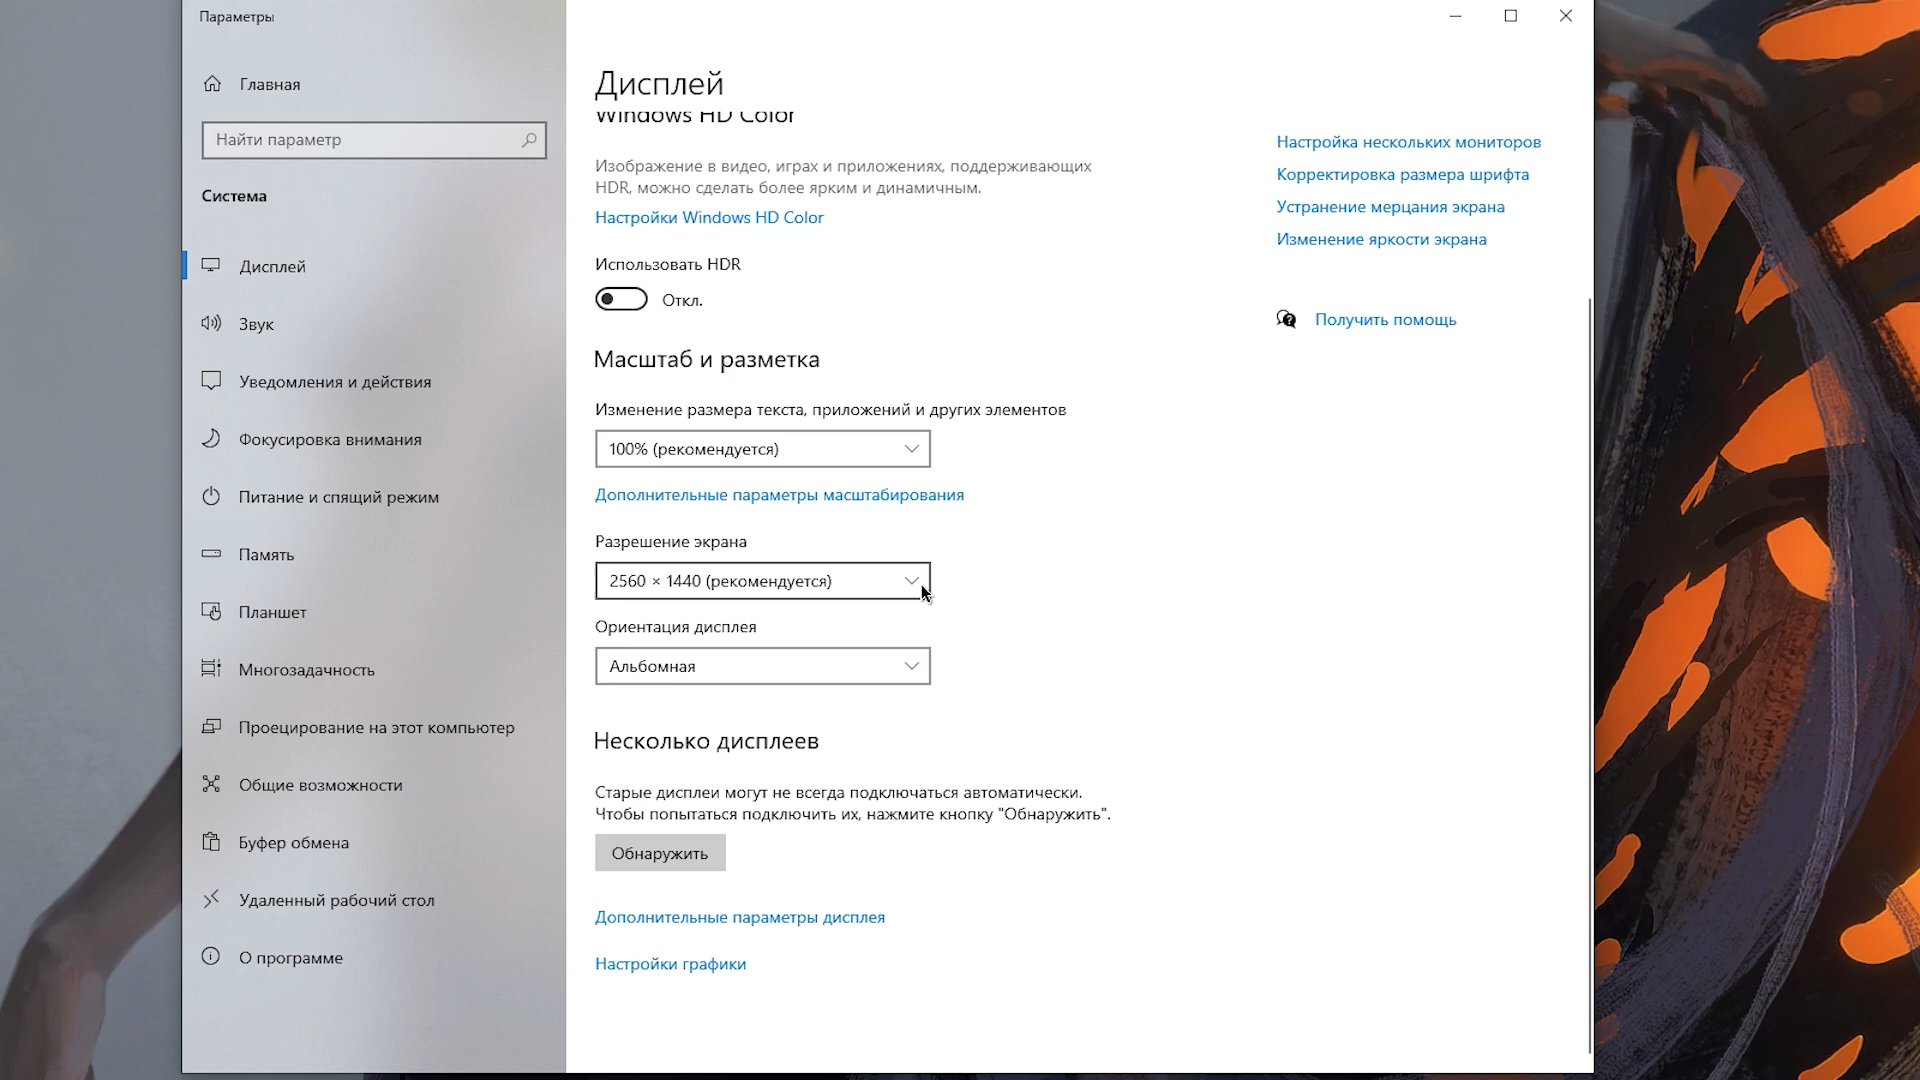 Параметры
Главная
Найти параметр
Система
Дисплей
Звук
Уведомления и действия
Фокусировка внимания
Питание и спящий режим
Память
Планшет
Многозадачность
Проецирование на этот компьютер
Общие возможности
Буфер обмена
Удаленный рабочий стол
О программе
Дисплей
Windows HD Color
Изображение в видео, играх и приложениях, поддерживающих
HDR, можно сделать более ярким и динамичным.
Настройки Windows HD Color
Использовать HDR
Откл.
Масштаб и разметка
Изменение размера текста, приложений и других элементов
100% (рекомендуется)
Дополнительные параметры масштабирования
Разрешение экрана
2560 × 1440 (рекомендуется)
Ориентация дисплея
Альбомная
Несколько дисплеев
Старые дисплеи могут не всегда подключаться автоматически.
Чтобы попытаться подключить их, нажмите кнопку "Обнаружить".
Обнаружить
Дополнительные параметры дисплея
Настройки графики
Настройка нескольких мониторов
Корректировка размера шрифта
Устранение мерцания экрана
Изменение яркости экрана
Получить помощь